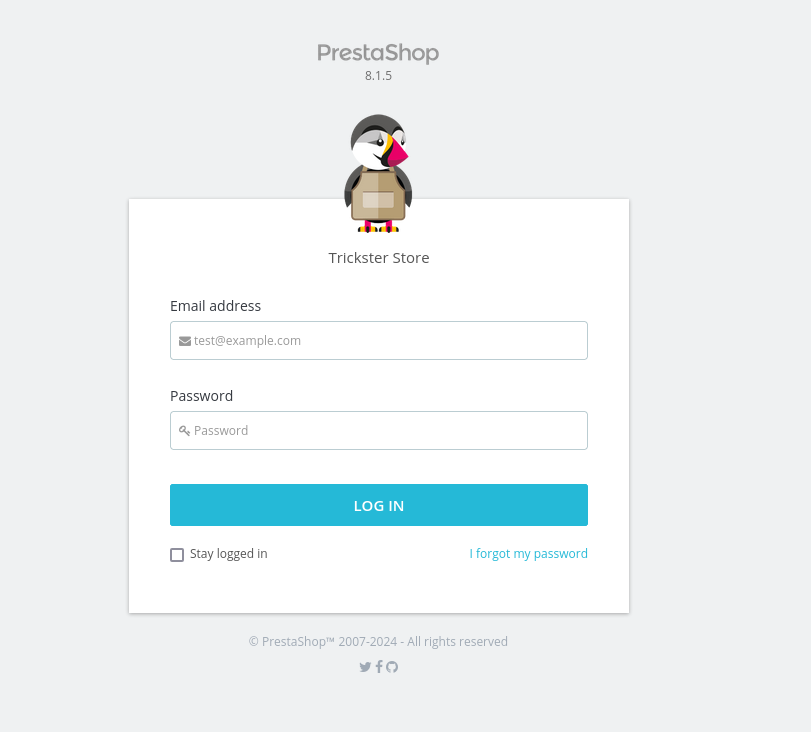 PrestaShop
8.1.5
Trickster Store
Email address
test@example.com
Password
Password
LOG IN
Stay logged in
I forgot my password
© PrestaShop™ 2007-2024 - All rights reserved